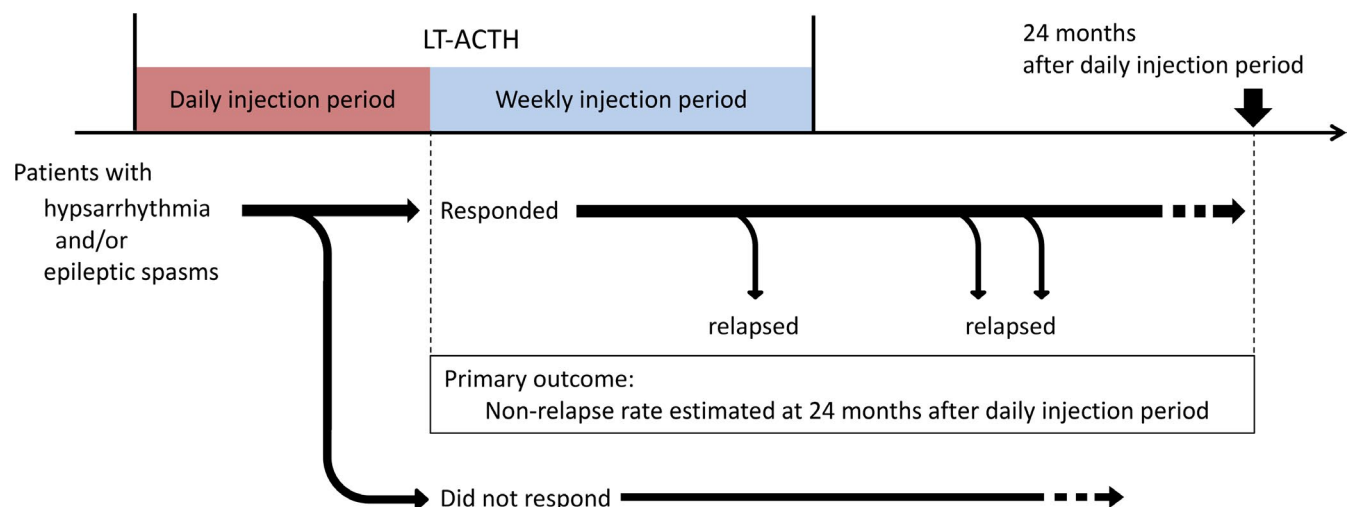 LT-ACTH
24 months
after daily injection period
Daily injection period
Weekly injection period
Patients with
hypsarrhythmia
and/or
epileptic spasms
Responded
relapsed
relapsed
Primary outcome:
Non-relapse rate estimated at 24 months after daily injection period
Did not respond